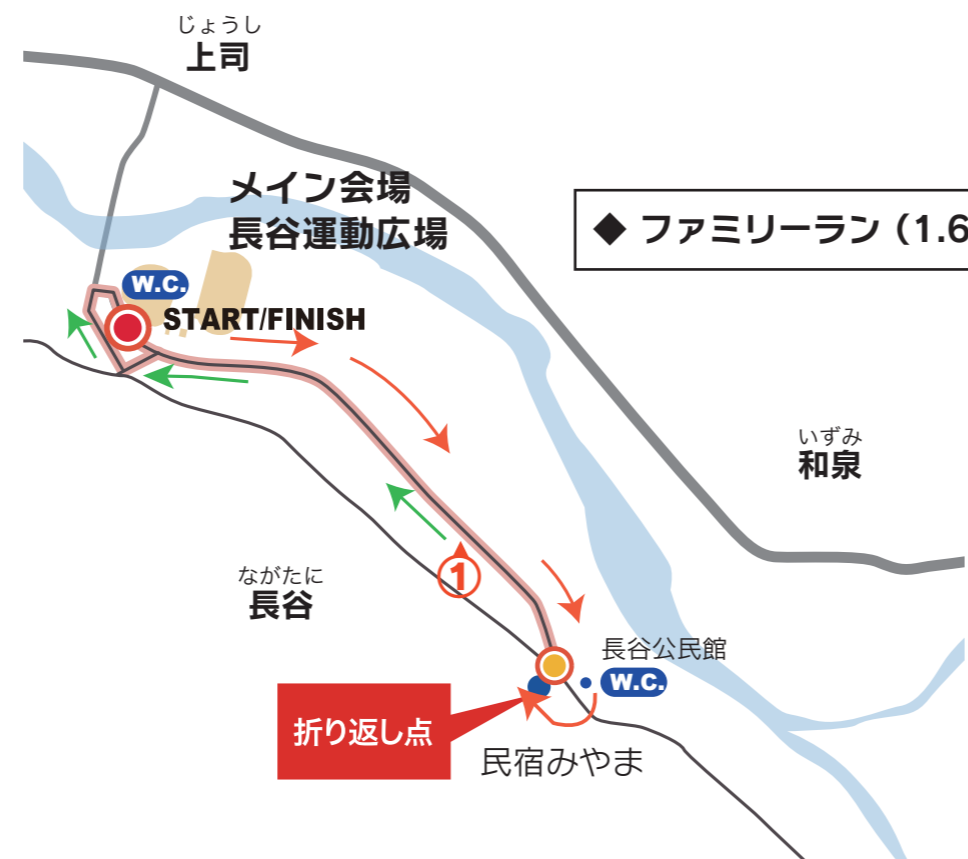 じょうし
上司
メイン会場
長谷運動広場
◆ ファミリーラン（1.6
W.C.
START/FINISH
いずみ
和泉
①
ながたに
長谷
長谷公民館
W.C.
折り返し点
民宿みやま